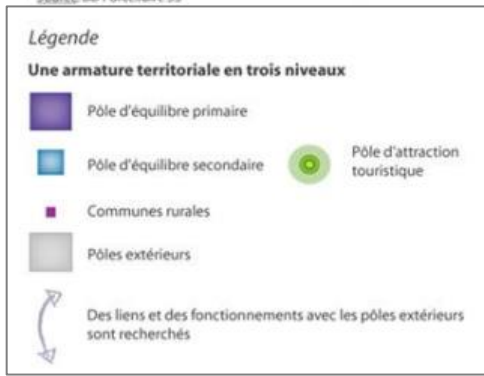 Légende
Une armature territoriale en trois niveaux
Pôle d'équilibre primaire
Pôle d'équilibre secondaire
Pôle d'attraction
touristique
Communes rurales
Pôles extérieurs
Des liens et des fonctionnements avec les pôles extérieurs
sont recherchés